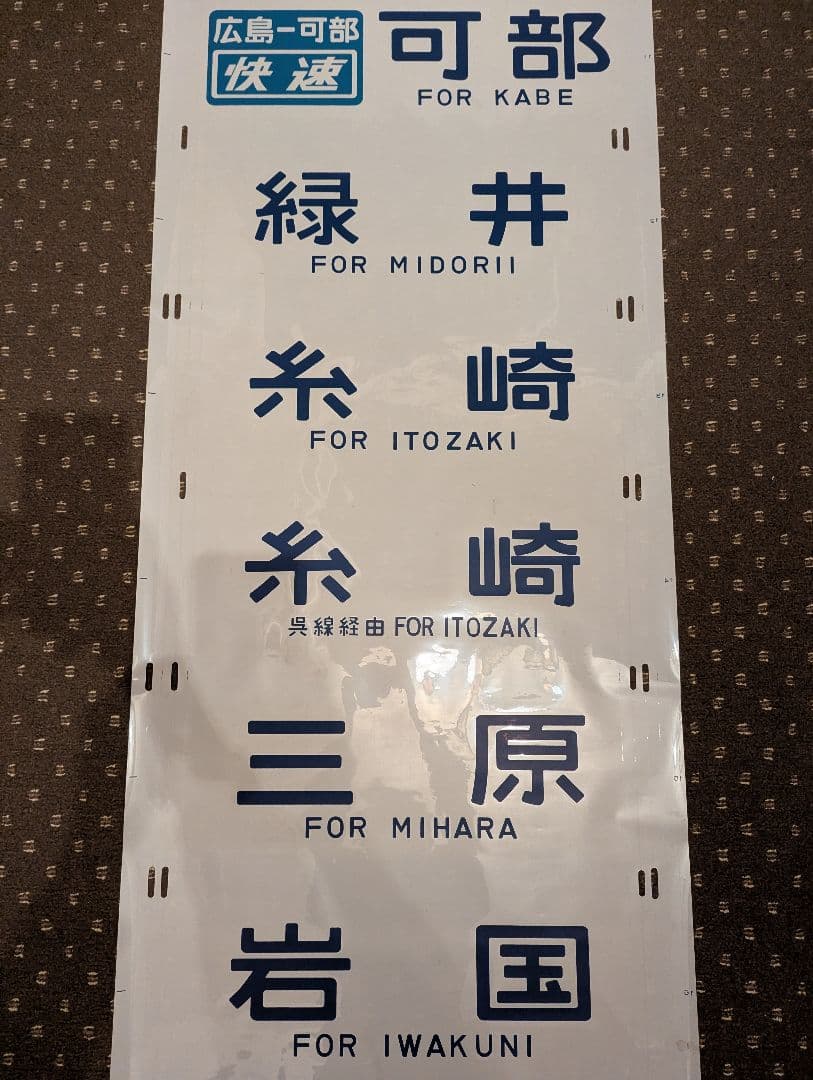 広島ー可部
快速
可部
FOR KABE
緑井
FOR MIDORII
糸崎
FOR ITOZAKI
糸崎
呉線経由 FOR ITOZAKI
三原
FOR MIHARA
岩国
FOR IWAKUNI